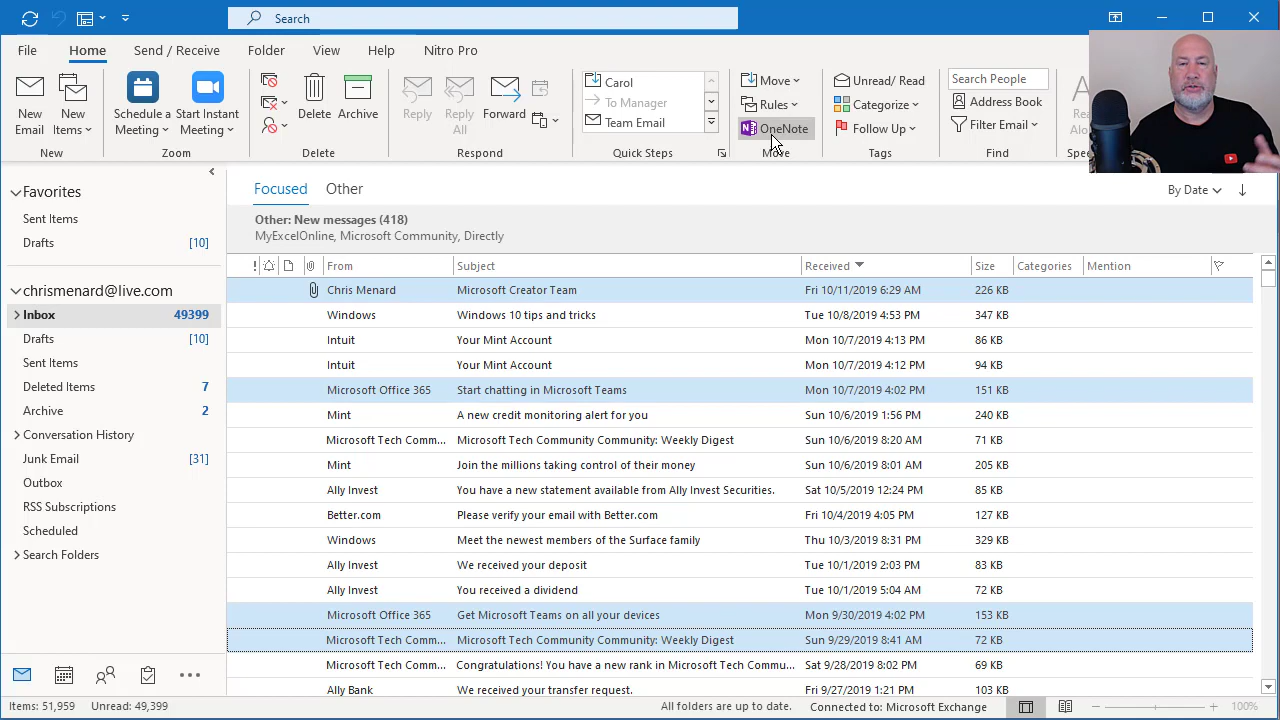 Search
File Home Send / Receive Folder View Help Nitro Pro
New Email
New Items
Schedule a Meeting
Start Instant Meeting
Delete
Archive
Reply
Reply All
Forward
Carol
To Manager
Team Email
Move
Rules
OneNote
Unread/ Read
Categorize
Follow Up
Search People
Address Book
Filter Email
New Zoom Delete Respond Quick Steps Move Tags Find
Favorites
Sent Items
Drafts [10]
chrismenard@live.com
Inbox 49399
Drafts [10]
Sent Items
Deleted Items 7
Archive 2
Conversation History
Junk Email [31]
Outbox
RSS Subscriptions
Scheduled
Search Folders
Focused Other By Date
Other: New messages (418)
MyExcelOnline, Microsoft Community, Directly
! From Subject Received Size Categories Mention
Chris Menard Microsoft Creator Team Fri 10/11/2019 6:29 AM 226 KB
Windows Windows 10 tips and tricks Tue 10/8/2019 4:53 PM 347 KB
Intuit Your Mint Account Mon 10/7/2019 4:13 PM 86 KB
Intuit Your Mint Account Mon 10/7/2019 4:12 PM 94 KB
Microsoft Office 365 Start chatting in Microsoft Teams Mon 10/7/2019 4:02 PM 151 KB
Mint A new credit monitoring alert for you Sun 10/6/2019 1:56 PM 240 KB
Microsoft Tech Comm... Microsoft Tech Community Community: Weekly Digest Sun 10/6/2019 8:20 AM 71 KB
Mint Join the millions taking control of their money Sun 10/6/2019 8:01 AM 205 KB
Ally Invest You have a new statement available from Ally Invest Securities. Sat 10/5/2019 12:24 PM 85 KB
Better.com Please verify your email with Better.com Fri 10/4/2019 4:05 PM 127 KB
Windows Meet the newest members of the Surface family Thu 10/3/2019 8:31 PM 329 KB
Ally Invest We received your deposit Tue 10/1/2019 2:03 PM 83 KB
Ally Invest You received a dividend Tue 10/1/2019 5:04 AM 72 KB
Microsoft Office 365 Get Microsoft Teams on all your devices Mon 9/30/2019 4:02 PM 153 KB
Microsoft Tech Comm... Microsoft Tech Community Community: Weekly Digest Sun 9/29/2019 8:41 AM 72 KB
Microsoft Tech Comm... Congratulations! You have a new rank in Microsoft Tech Commu... Sat 9/28/2019 8:02 PM 69 KB
Ally Bank We received your transfer request. Fri 9/27/2019 1:21 PM 103 KB
Items: 51,959 Unread: 49,399 All folders are up to date. Connected to: Microsoft Exchange 100%